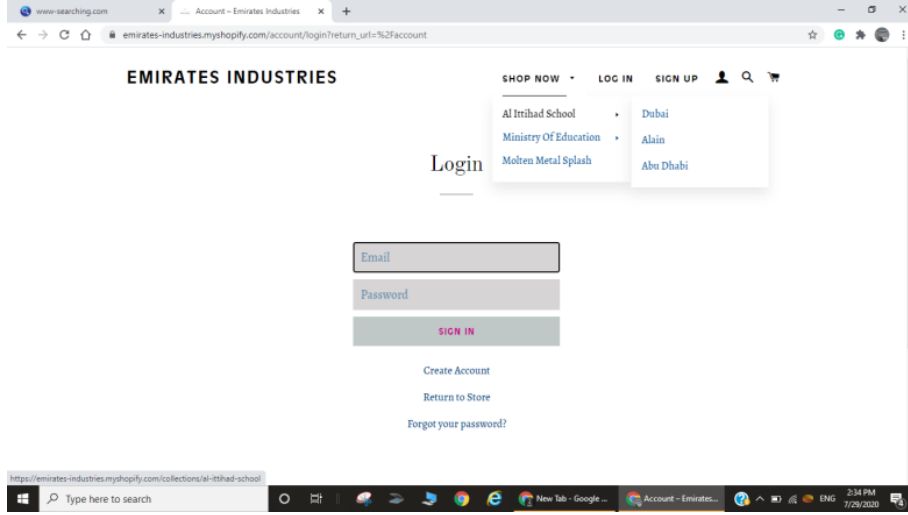 www-searching.com
Account – Emirates Industries
emirates-industries.myshopify.com/account/login?return_url=%2Faccount
EMIRATES INDUSTRIES
SHOP NOW
LOG IN
SIGN UP
Al Ittihad School
Dubai
Ministry Of Education
Alain
Molten Metal Splash
Abu Dhabi
Login
Email
Password
SIGN IN
Create Account
Return to Store
Forgot your password?
https://emirates-industries.myshopify.com/collections/al-ittihad-school
Type here to search
New Tab - Google ...
Account - Emirates...
ENG
2:34 PM
7/29/2020